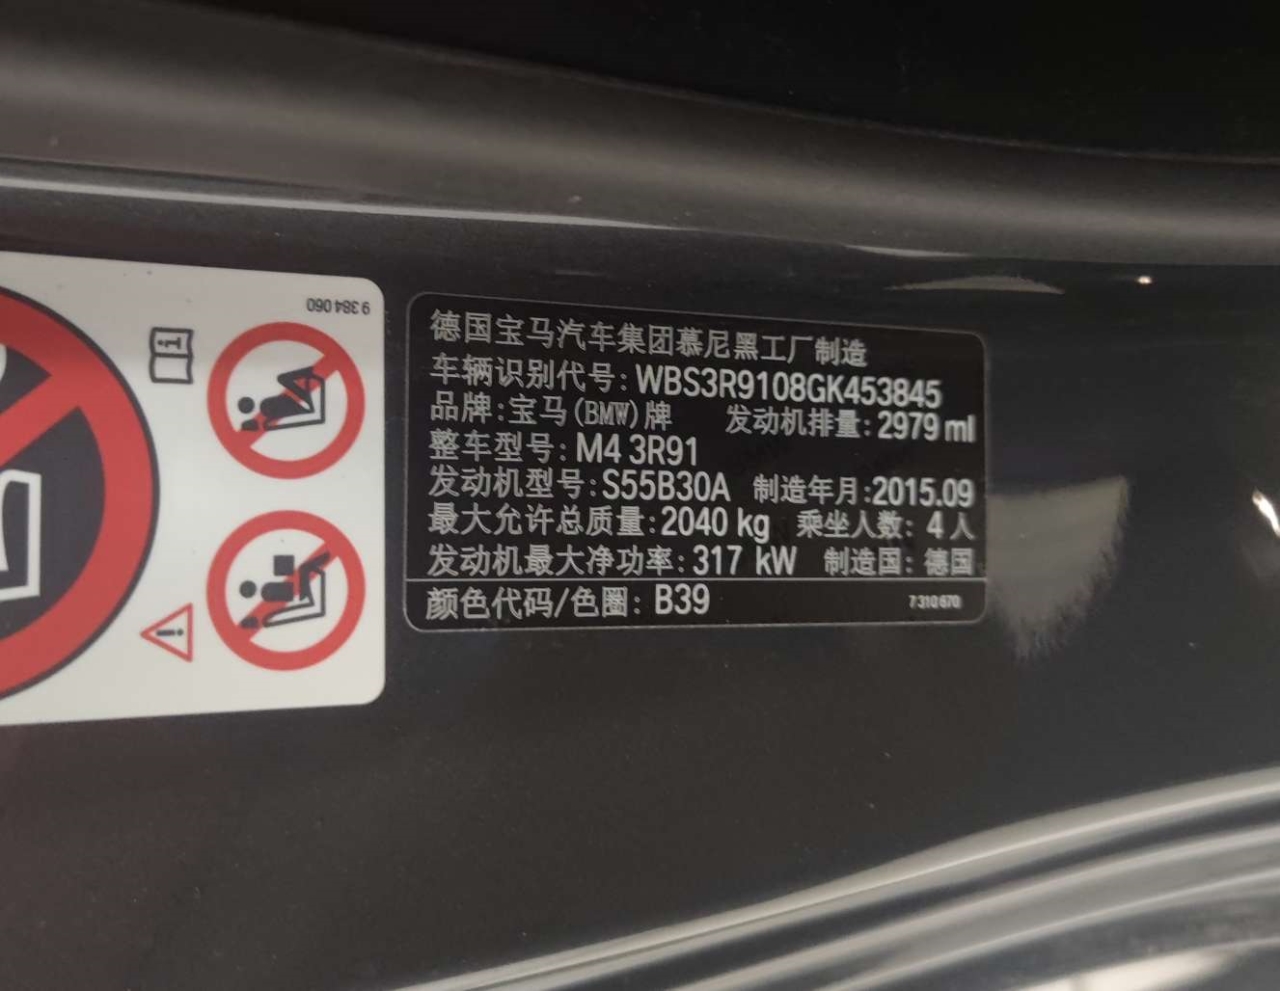 9 384 060
德国宝马汽车集团慕尼黑工厂制造
车辆识别代号: WBS3R9108GK453845
品牌:宝马(BMW)牌 发动机排量: 2979 ml
整车型号: M4 3R91
发动机型号: S55B30A 制造年月:2015.09
最大允许总质量: 2040 kg 乘坐人数: 4人
发动机最大净功率: 317 kW 制造国: 德国
颜色代码/色圈: B39 7 310 670